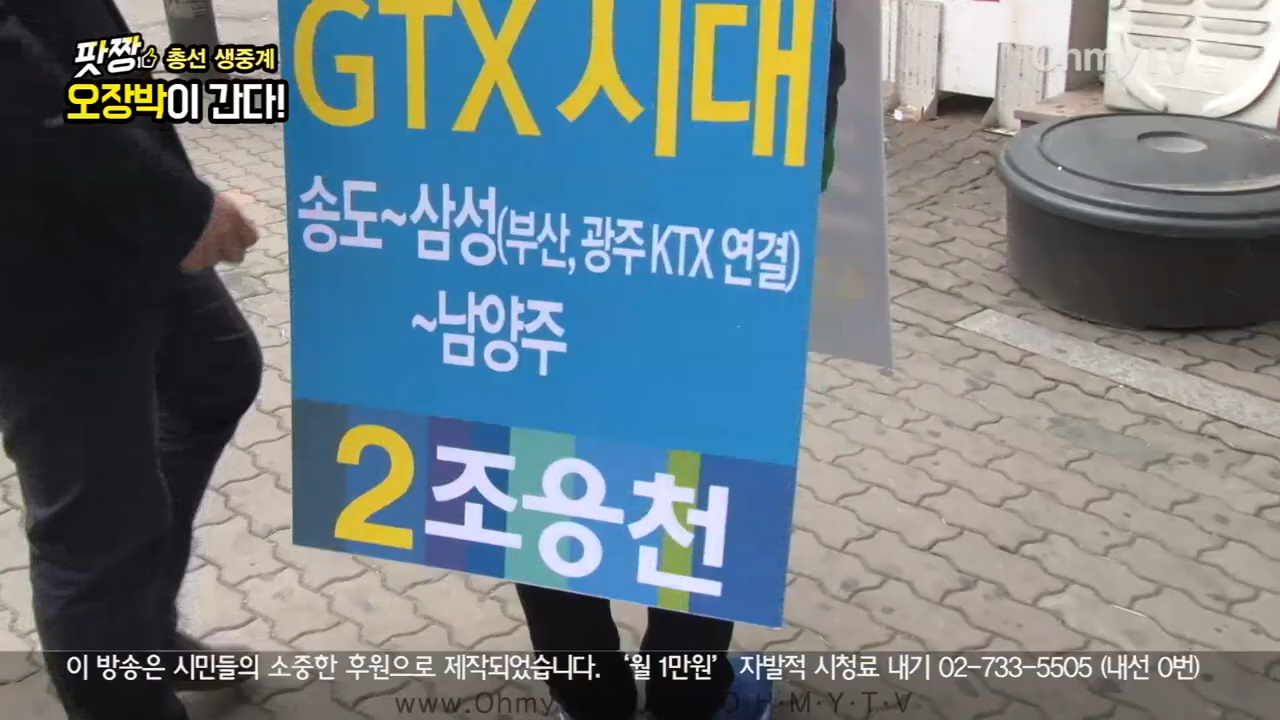 팟짱 총선 생중계
오장박이 간다!
OhmyTV
GTX 시대
송도~삼성(부산, 광주 KTX 연결)
~남양주
2 조응천
이 방송은 시민들의 소중한 후원으로 제작되었습니다. ‘월 1만원’ 자발적 시청료 내기 02-733-5505 (내선 0번)
www.Ohmy
O·H·M·Y·T·V